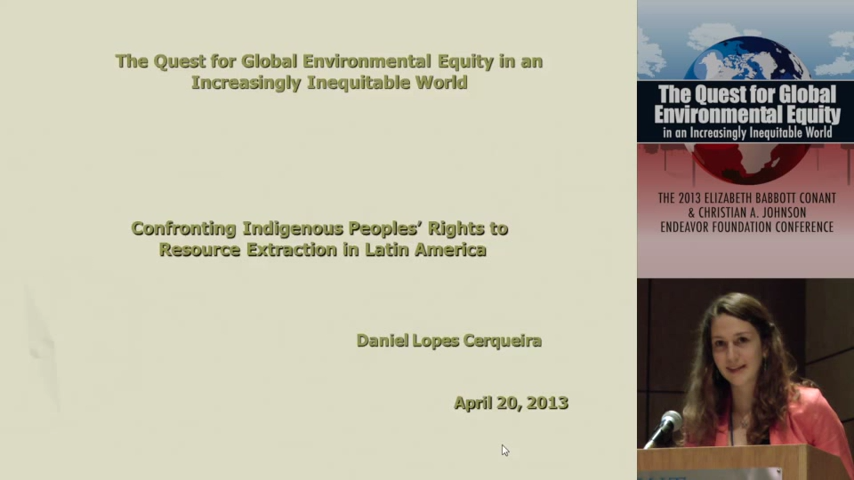 The Quest for Global Environmental Equity in an
Increasingly Inequitable World
Confronting Indigenous Peoples’ Rights to
Resource Extraction in Latin America
Daniel Lopes Cerqueira
April 20, 2013
The Quest for Global
Environmental Equity
in an Increasingly Inequitable World
THE 2013 ELIZABETH BABBOTT CONANT
& CHRISTIAN A. JOHNSON
ENDEAVOR FOUNDATION CONFERENCE